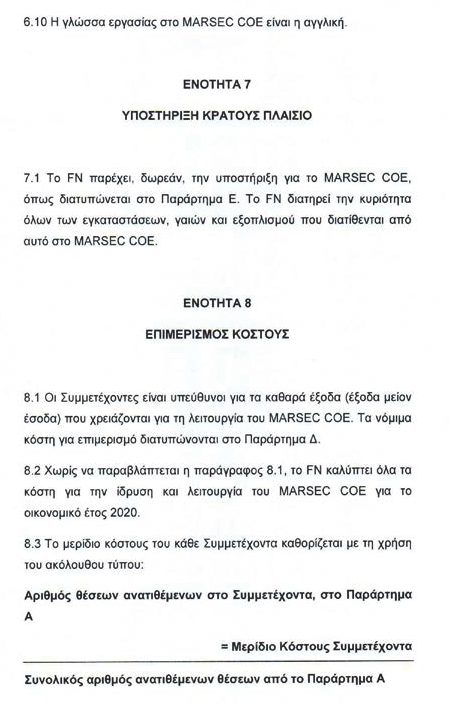 6.10 Η γλώσσα εργασίας στο MARSEC COE είναι η αγγλική.
ΕΝΟΤΗΤΑ 7
ΥΠΟΣΤΗΡΙΞΗ ΚΡΑΤΟΥΣ ΠΛΑΙΣΙΟ
7.1 Το FN παρέχει, δωρεάν, την υποστήριξη για το MARSEC COE,
όπως διατυπώνεται στο Παράρτημα Ε. Το FN διατηρεί την κυριότητα
όλων των εγκαταστάσεων, γαιών και εξοπλισμού που διατίθενται από
αυτό στο MARSEC COE.
ΕΝΟΤΗΤΑ 8
ΕΠΙΜΕΡΙΣΜΟΣ ΚΟΣΤΟΥΣ
8.1 Οι Συμμετέχοντες είναι υπεύθυνοι για τα καθαρά έξοδα (έξοδα μείον
έσοδα) που χρειάζονται για τη λειτουργία του MARSEC COE. Τα νόμιμα
κόστη για επιμερισμό διατυπώνονται στο Παράρτημα Δ.
8.2 Χωρίς να παραβλάπτεται η παράγραφος 8.1, το FN καλύπτει όλα τα
κόστη για την ίδρυση και λειτουργία του MARSEC COE για το
οικονομικό έτος 2020.
8.3 Το μερίδιο κόστους του κάθε Συμμετέχοντα καθορίζεται με τη χρήση
του ακόλουθου τύπου:
Αριθμός θέσεων ανατιθέμενων στο Συμμετέχοντα, στο Παράρτημα
Α
= Μερίδιο Κόστους Συμμετέχοντα
Συνολικός αριθμός ανατιθέμενων θέσεων από το Παράρτημα Α